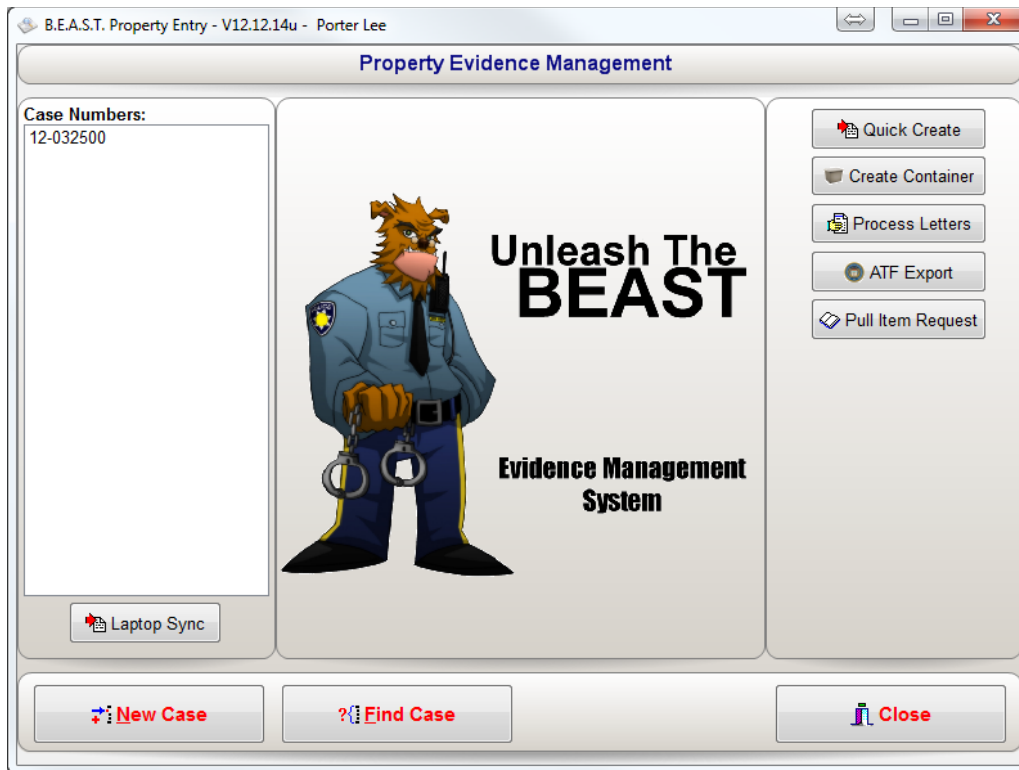 B.E.A.S.T. Property Entry - V12.12.14u - Porter Lee
Property Evidence Management
Case Numbers:
12-032500
Unleash The
BEAST
Evidence Management
System
Quick Create
Create Container
Process Letters
ATF Export
Pull Item Request
Laptop Sync
New Case
?{ Find Case
Close